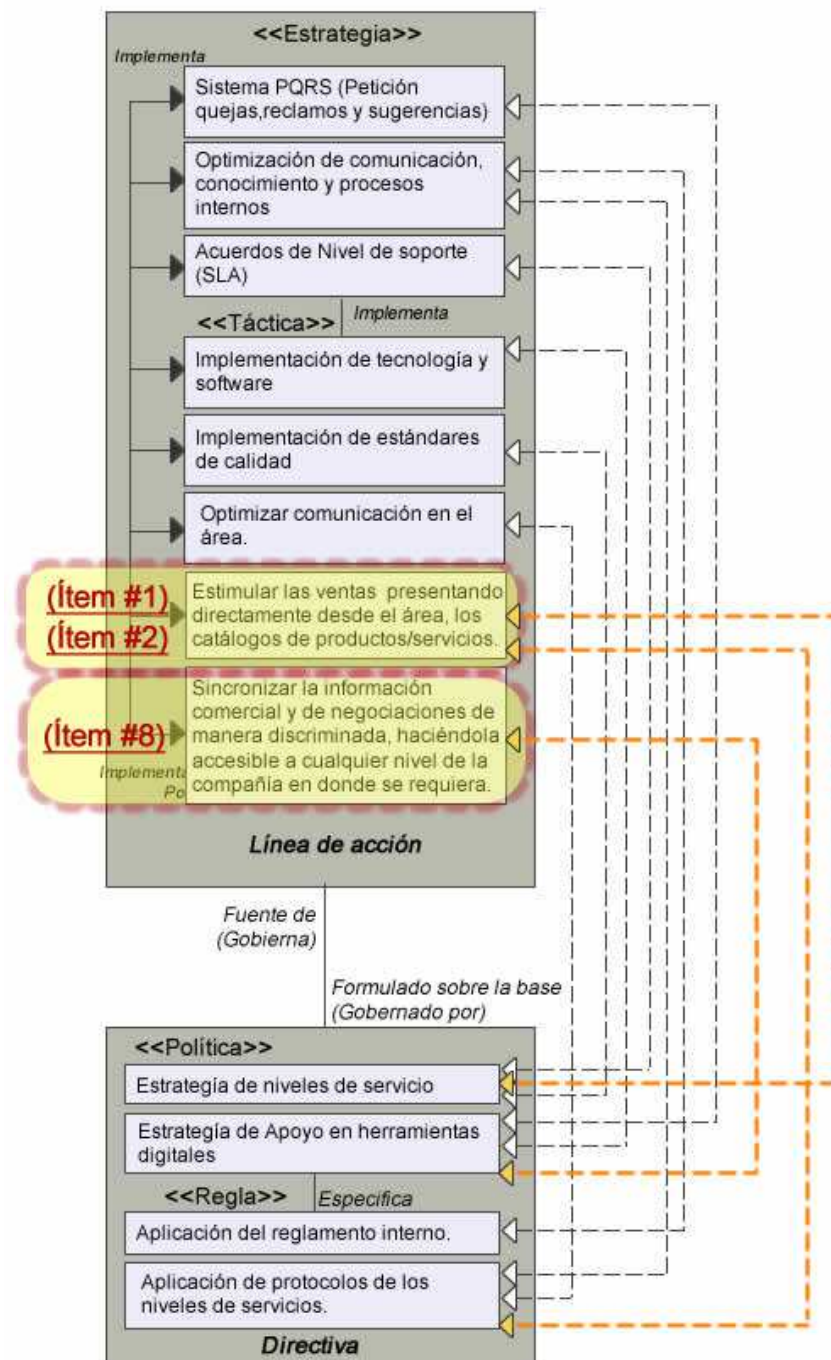 <<Estrategia>>
Implementa
Sistema PQRS (Petición
quejas,reclamos y sugerencias)
Optimización de comunicación,
conocimiento y procesos
internos
Acuerdos de Nivel de soporte
(SLA)
<<Táctica>>
Implementa
Implementación de tecnología y
software
Implementación de estándares
de calidad
Optimizar comunicación en el
área.
(Ítem #1)
(Ítem #2)
Estimular las ventas presentando
directamente desde el área, los
catálogos de productos/servicios.
(Ítem #8)
Sincronizar la información
comercial y de negociaciones de
manera discriminada, haciéndola
accesible a cualquier nivel de la
compañía en donde se requiera.
Implementa
Po
Línea de acción
Fuente de
(Gobierna)
Formulado sobre la base
(Gobernado por)
<<Política>>
Estrategía de niveles de servicio
Estrategía de Apoyo en herramientas
digitales
<<Regla>>
Especifica
Aplicación del reglamento interno.
Aplicación de protocolos de los
niveles de servicios.
Directiva